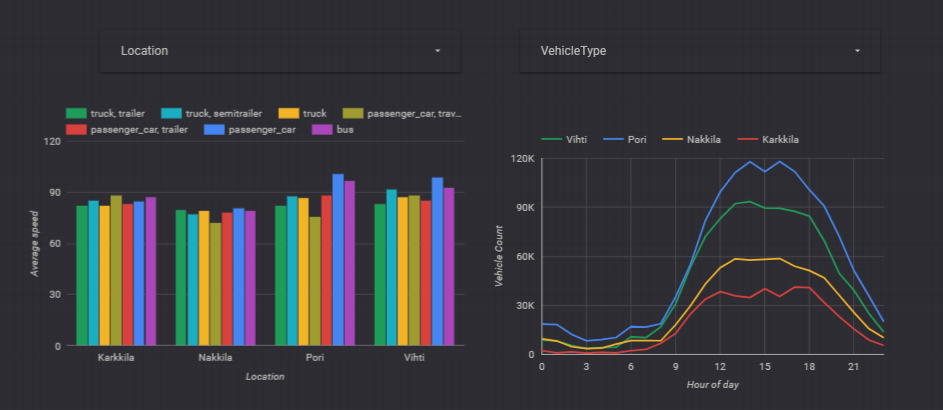 Location
VehicleType
truck, trailer truck, semitrailer truck passenger_car, trav...
passenger_car, trailer passenger_car bus
Average speed
120
90
60
30
0
Karkkila Nakkila Pori Vihti
Location
Vihti Pori Nakkila Karkkila
Vehicle Count
120K
90K
60K
30K
0
0 3 6 9 12 15 18 21
Hour of day